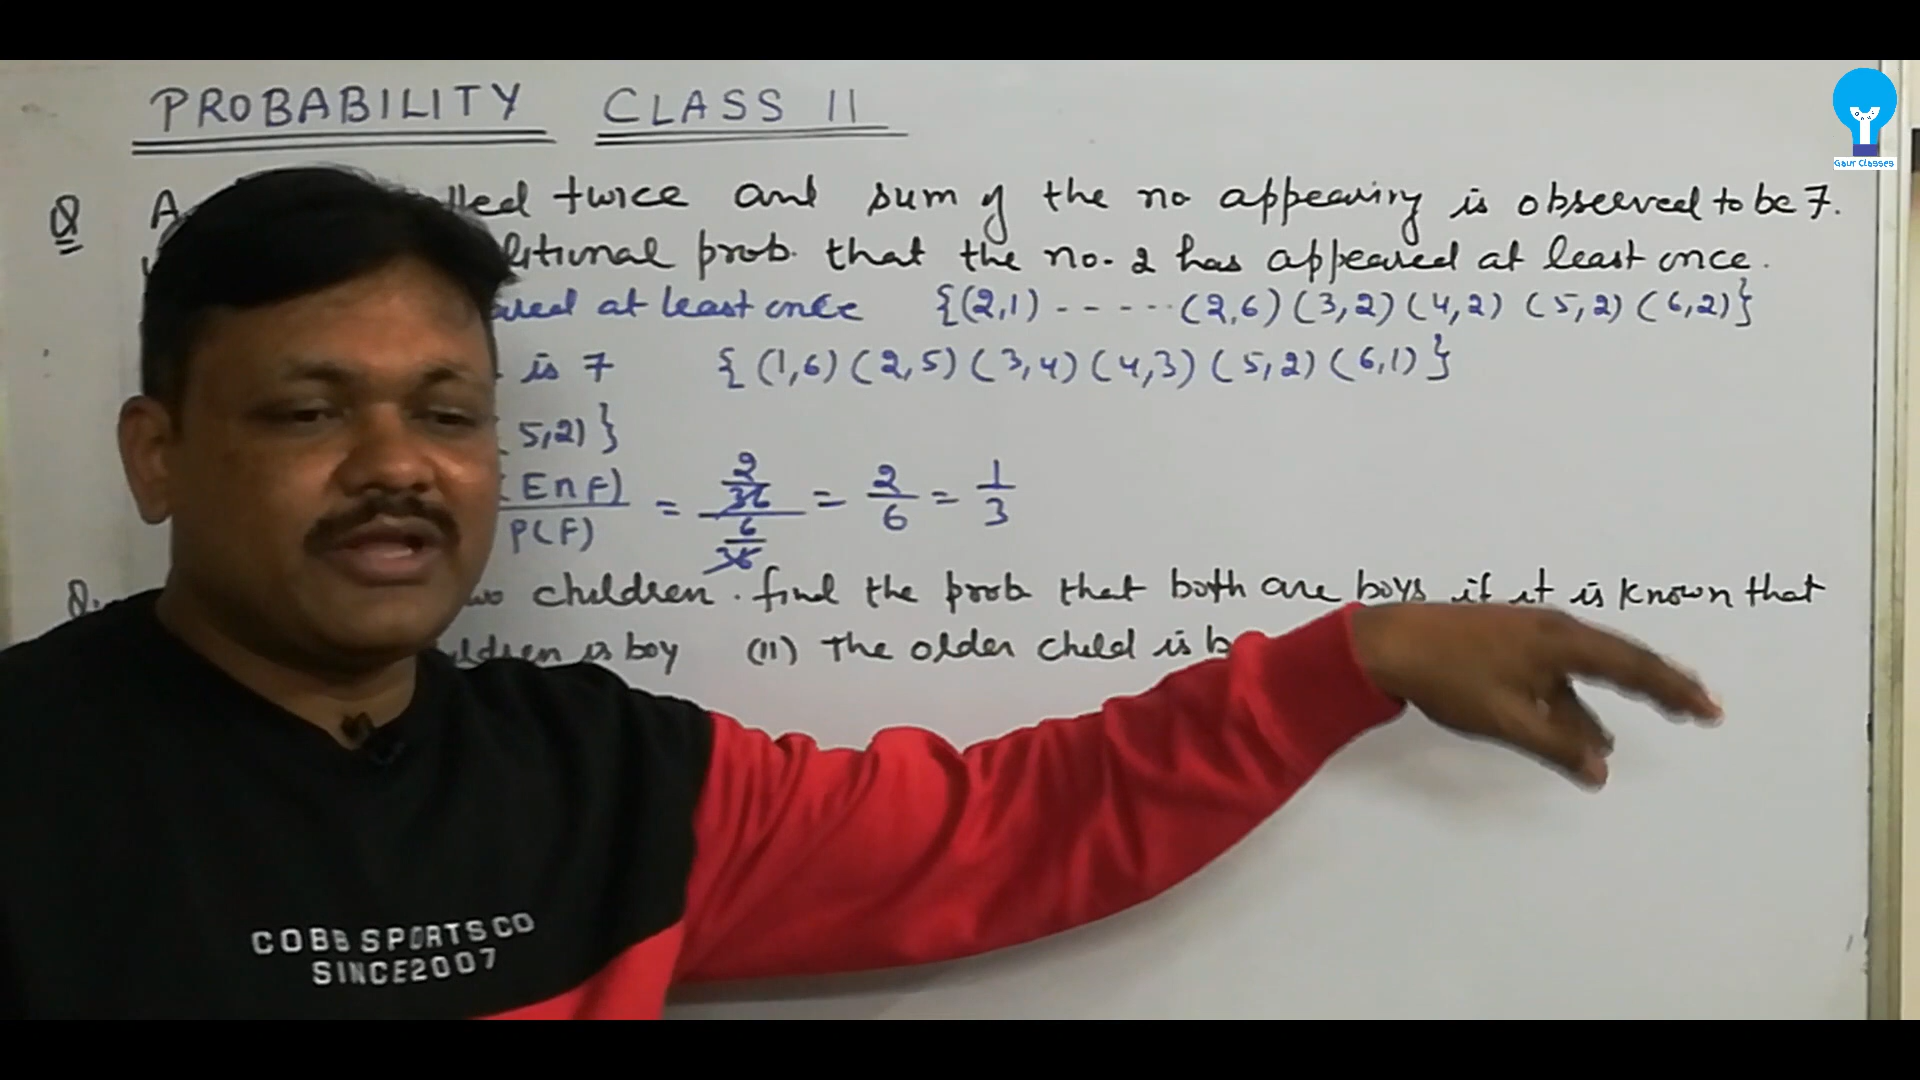 PROBABILITY CLASS 11
Gaur Classes
Q A lled twice and sum of the no appearing is observed to be 7.
ditional prob. that the no. 2 has appeared at least once.
ared at least once {(2,1) - - - - - (2,6) (3,2) (4,2) (5,2) (6,2)}
is 7 {(1,6) (2,5) (3,4) (4,3) (5,2) (6,1)}
5,2)}
(E∩F) / P(F) = 2/36 / 6/36 = 2/6 = 1/3
Q. wo children. find the prob that both are boys if it is known that
ldren is boy (II) The older child is b
COBB SPORTS CO
SINCE 2007